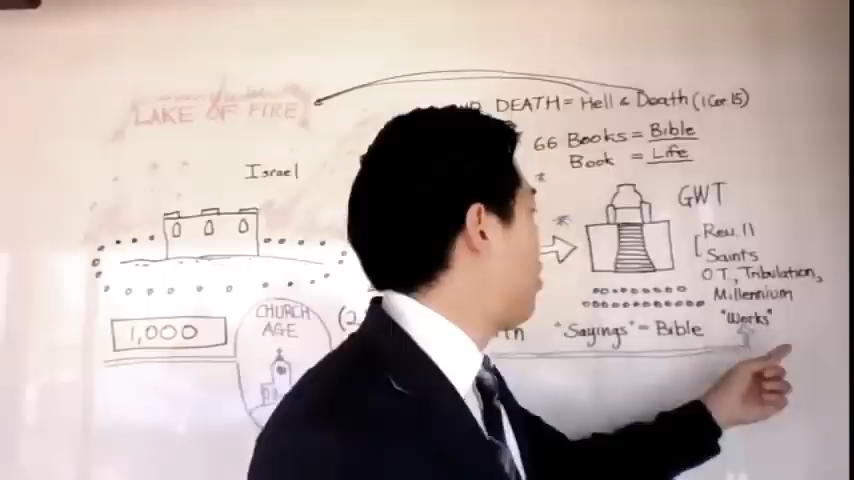 LAKE OF FIRE
DEATH = Hell & Death (1 Cor. 15)
66 Books = Bible
Book = Life
Israel
GWT
Rev. 11
Saints
O.T., Tribulation,
Millennium
"Works"
1,000
CHURCH
AGE
"Sayings" = Bible